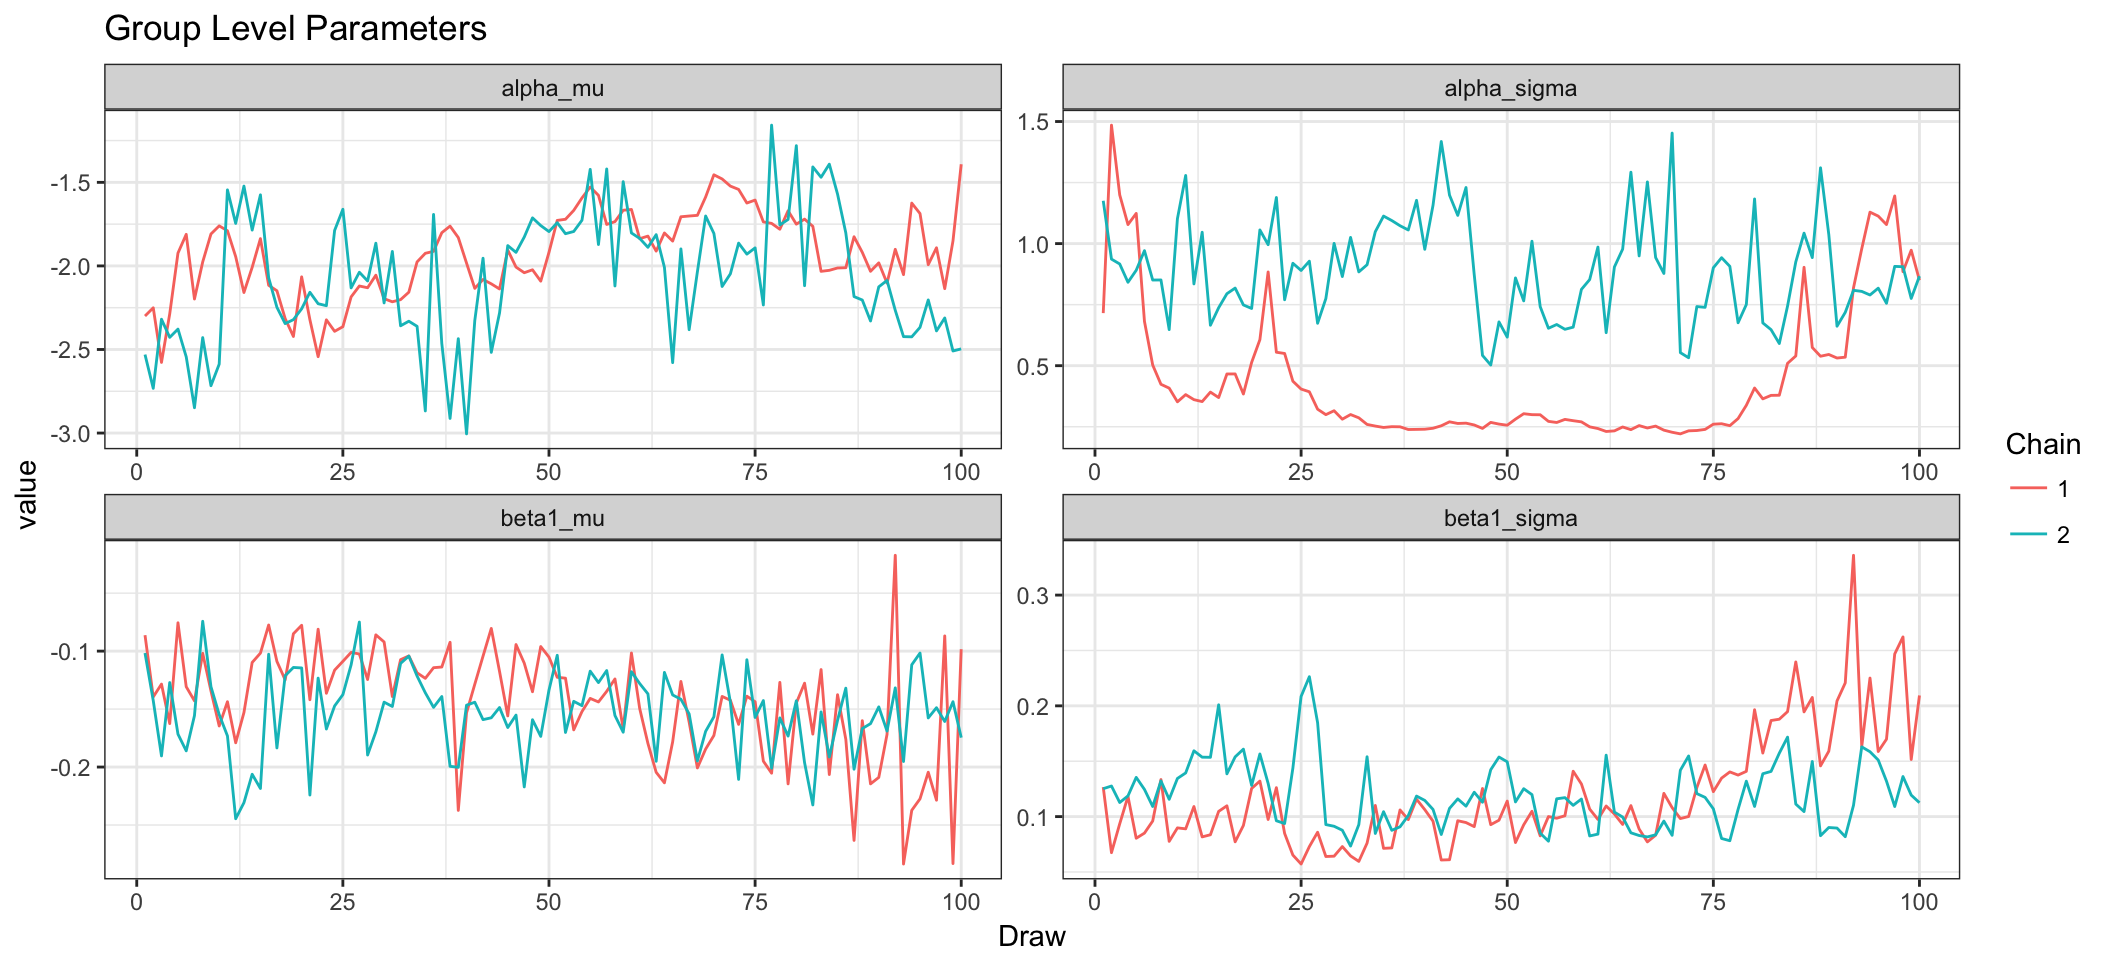 Group Level Parameters
alpha_mu
alpha_sigma
-1.5
-2.0
-2.5
-3.0
0 25 50 75 100
1.5
1.0
0.5
0 25 50 75 100
value
beta1_mu
beta1_sigma
-0.1
-0.2
0 25 50 75 100
0.3
0.2
0.1
0 25 50 75 100
Draw
Chain
1
2